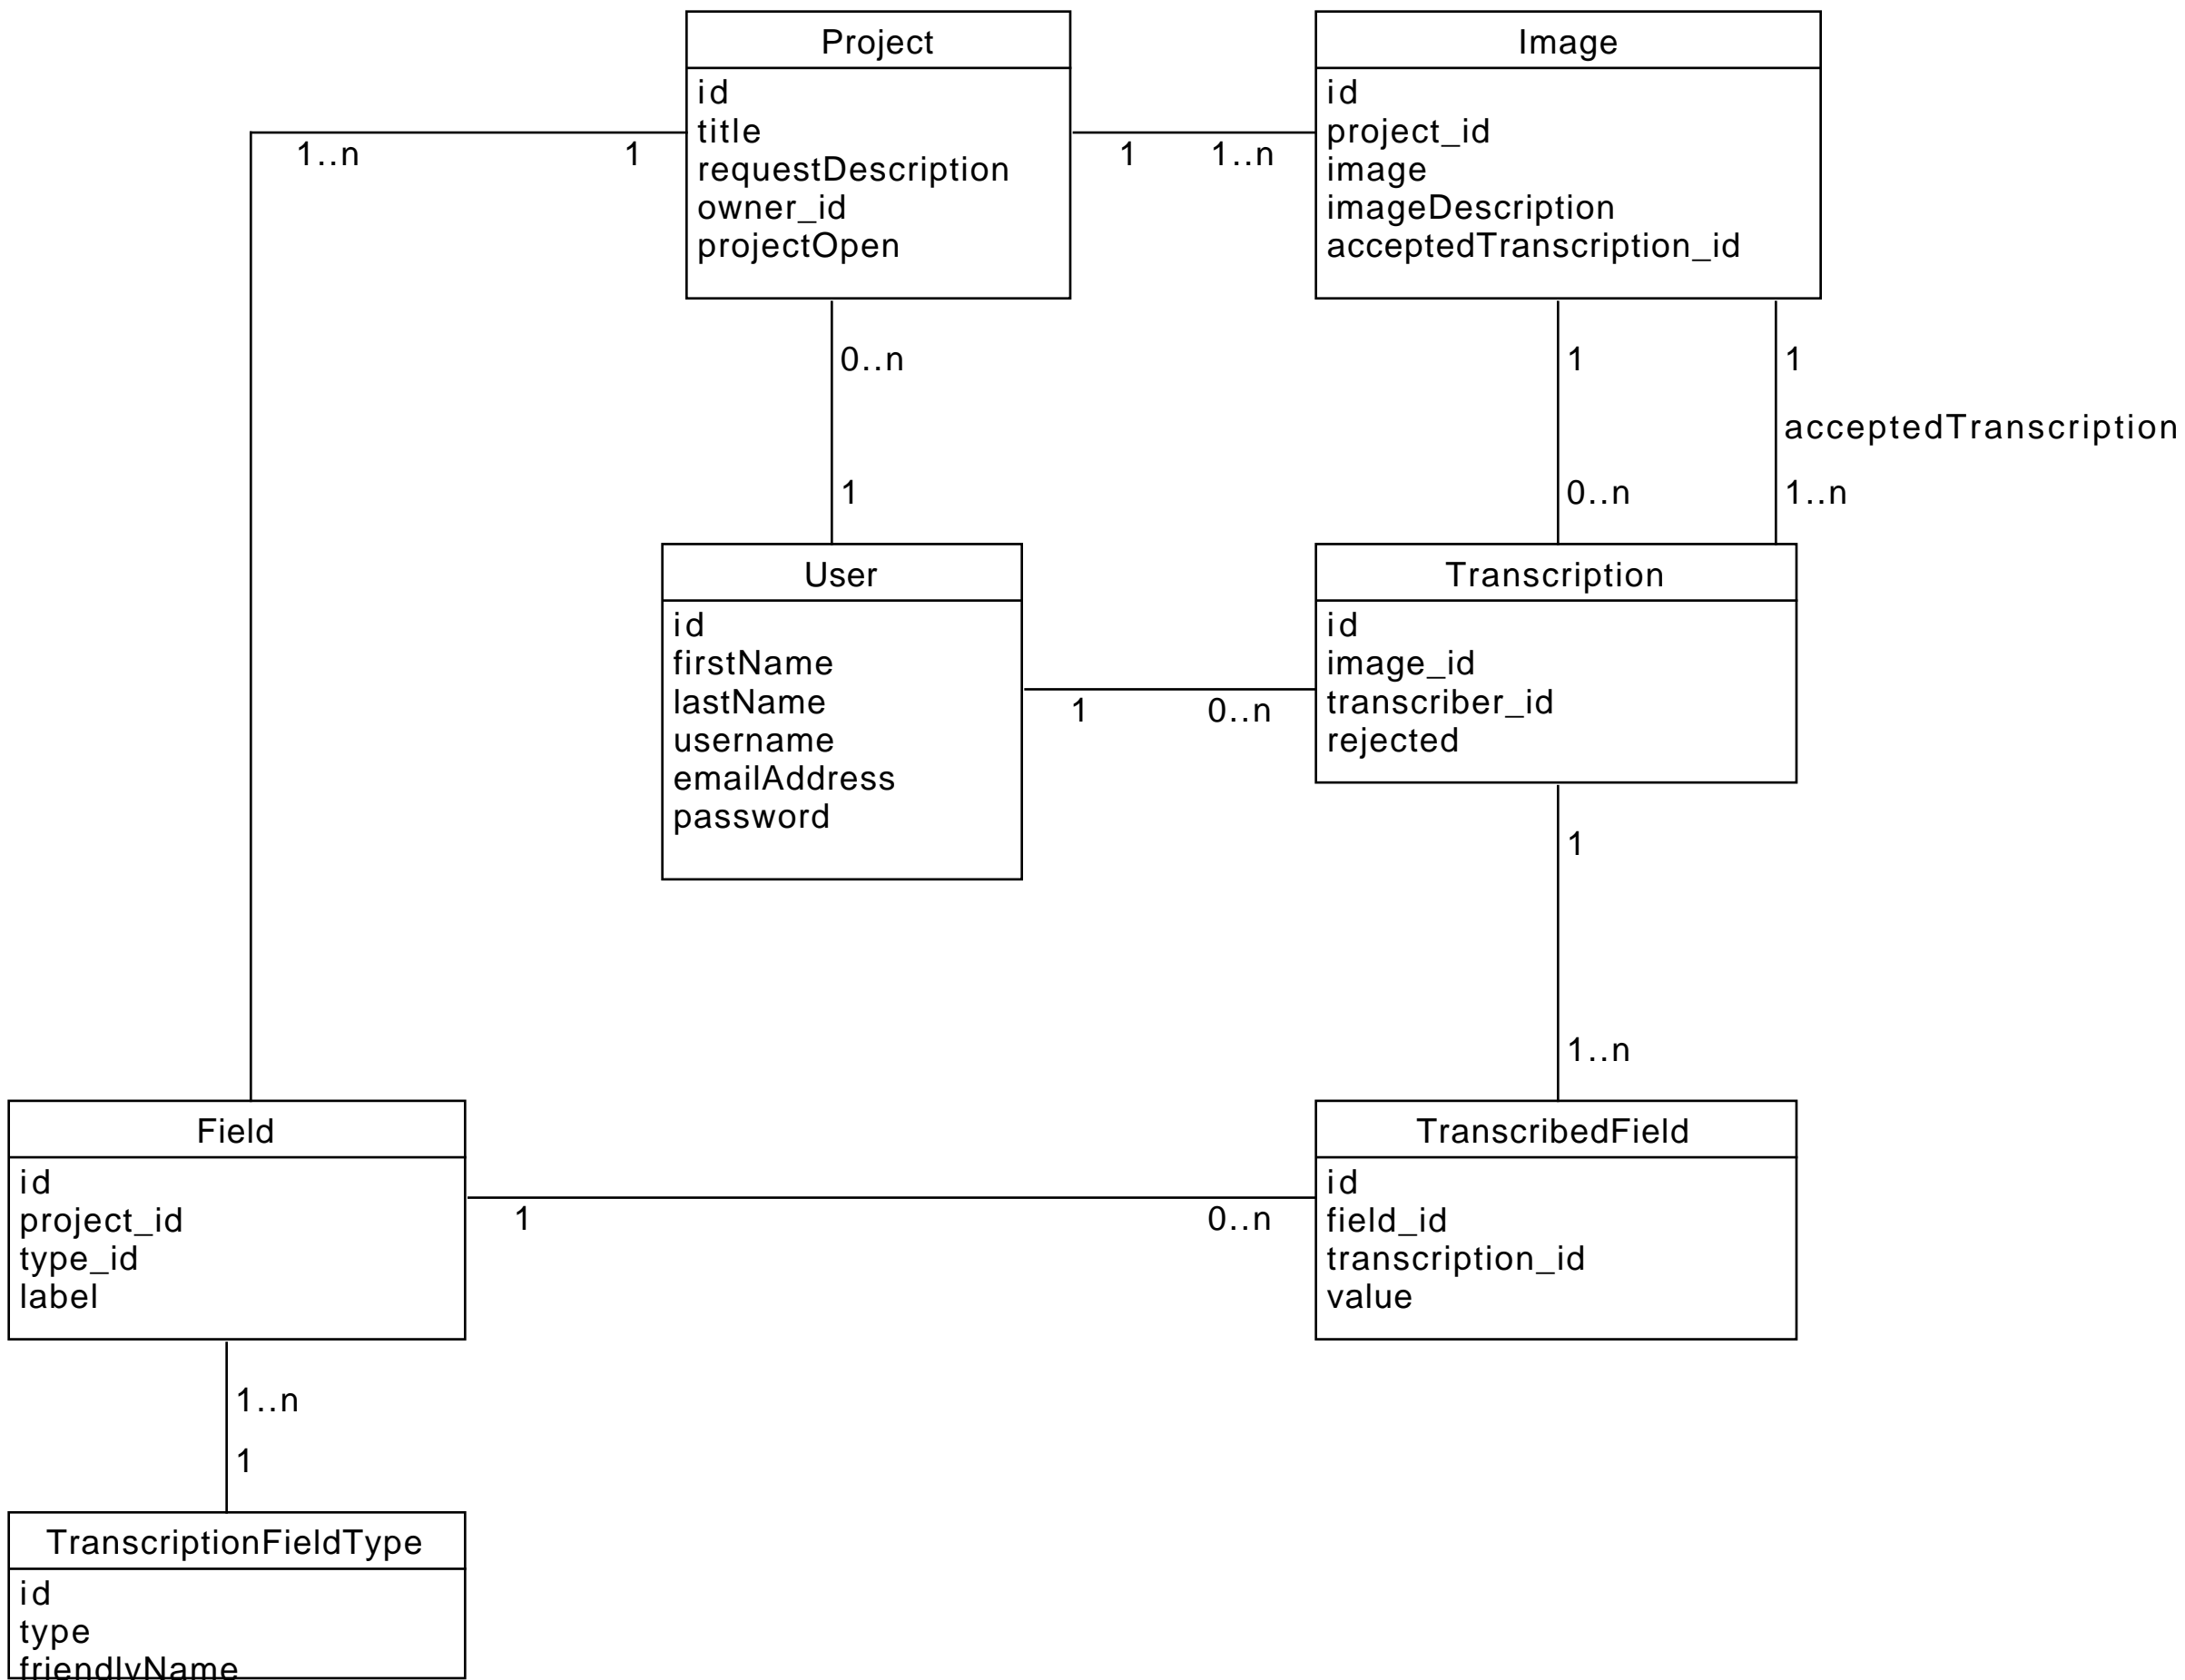 Project
id
title
requestDescription
owner_id
projectOpen
Image
id
project_id
image
imageDescription
acceptedTranscription_id
1..n
1
1
1..n
0..n
1
1
1
acceptedTranscription
0..n
1..n
User
id
firstName
lastName
username
emailAddress
password
Transcription
id
image_id
transcriber_id
rejected
1
0..n
1
1..n
Field
id
project_id
type_id
label
TranscribedField
id
field_id
transcription_id
value
1
0..n
1..n
1
TranscriptionFieldType
id
type
friendlyName